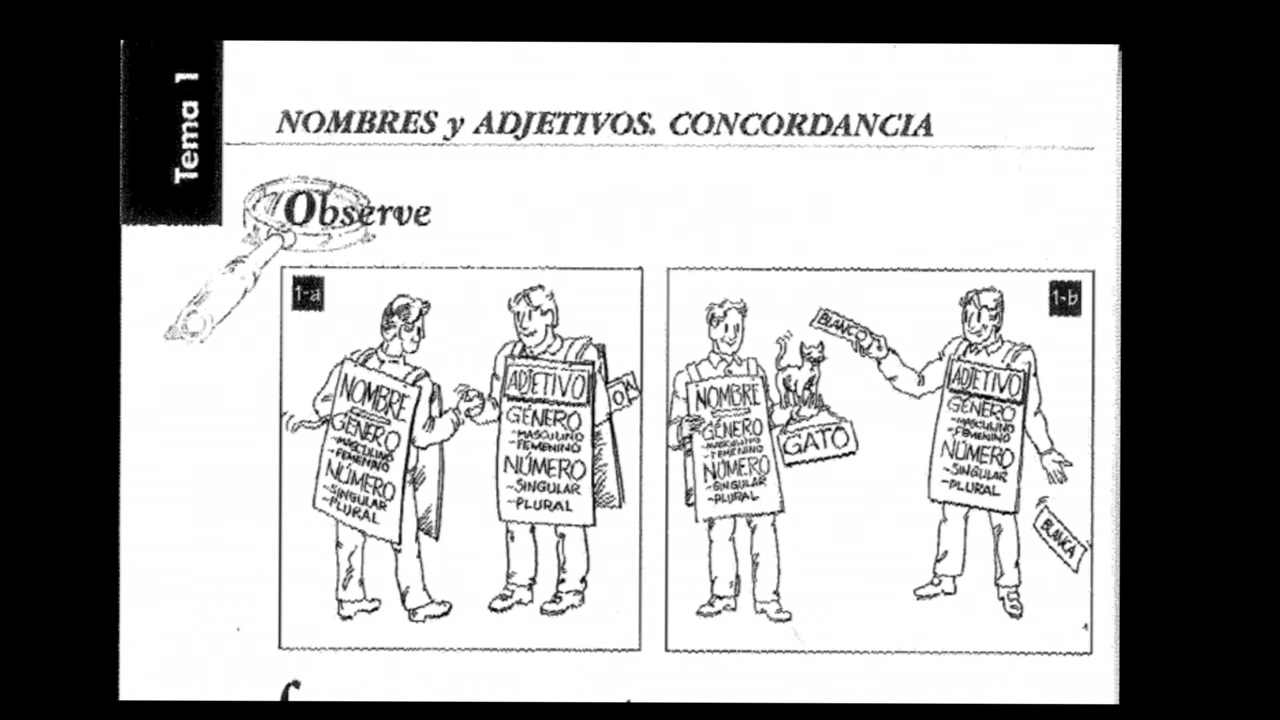 Tema 1
NOMBRES y ADJETIVOS. CONCORDANCIA
Observe
1-a
NOMBRE
GÉNERO
-MASCULINO
-FEMENINO
NÚMERO
-SINGULAR
-PLURAL
ADJETIVO
GÉNERO
-MASCULINO
-FEMENINO
NÚMERO
-SINGULAR
-PLURAL
1-b
NOMBRE
GÉNERO
-MASCULINO
-FEMENINO
NÚMERO
-SINGULAR
-PLURAL
GATO
BLANCO
ADJETIVO
GÉNERO
-MASCULINO
-FEMENINO
NÚMERO
-SINGULAR
-PLURAL
BLANCA